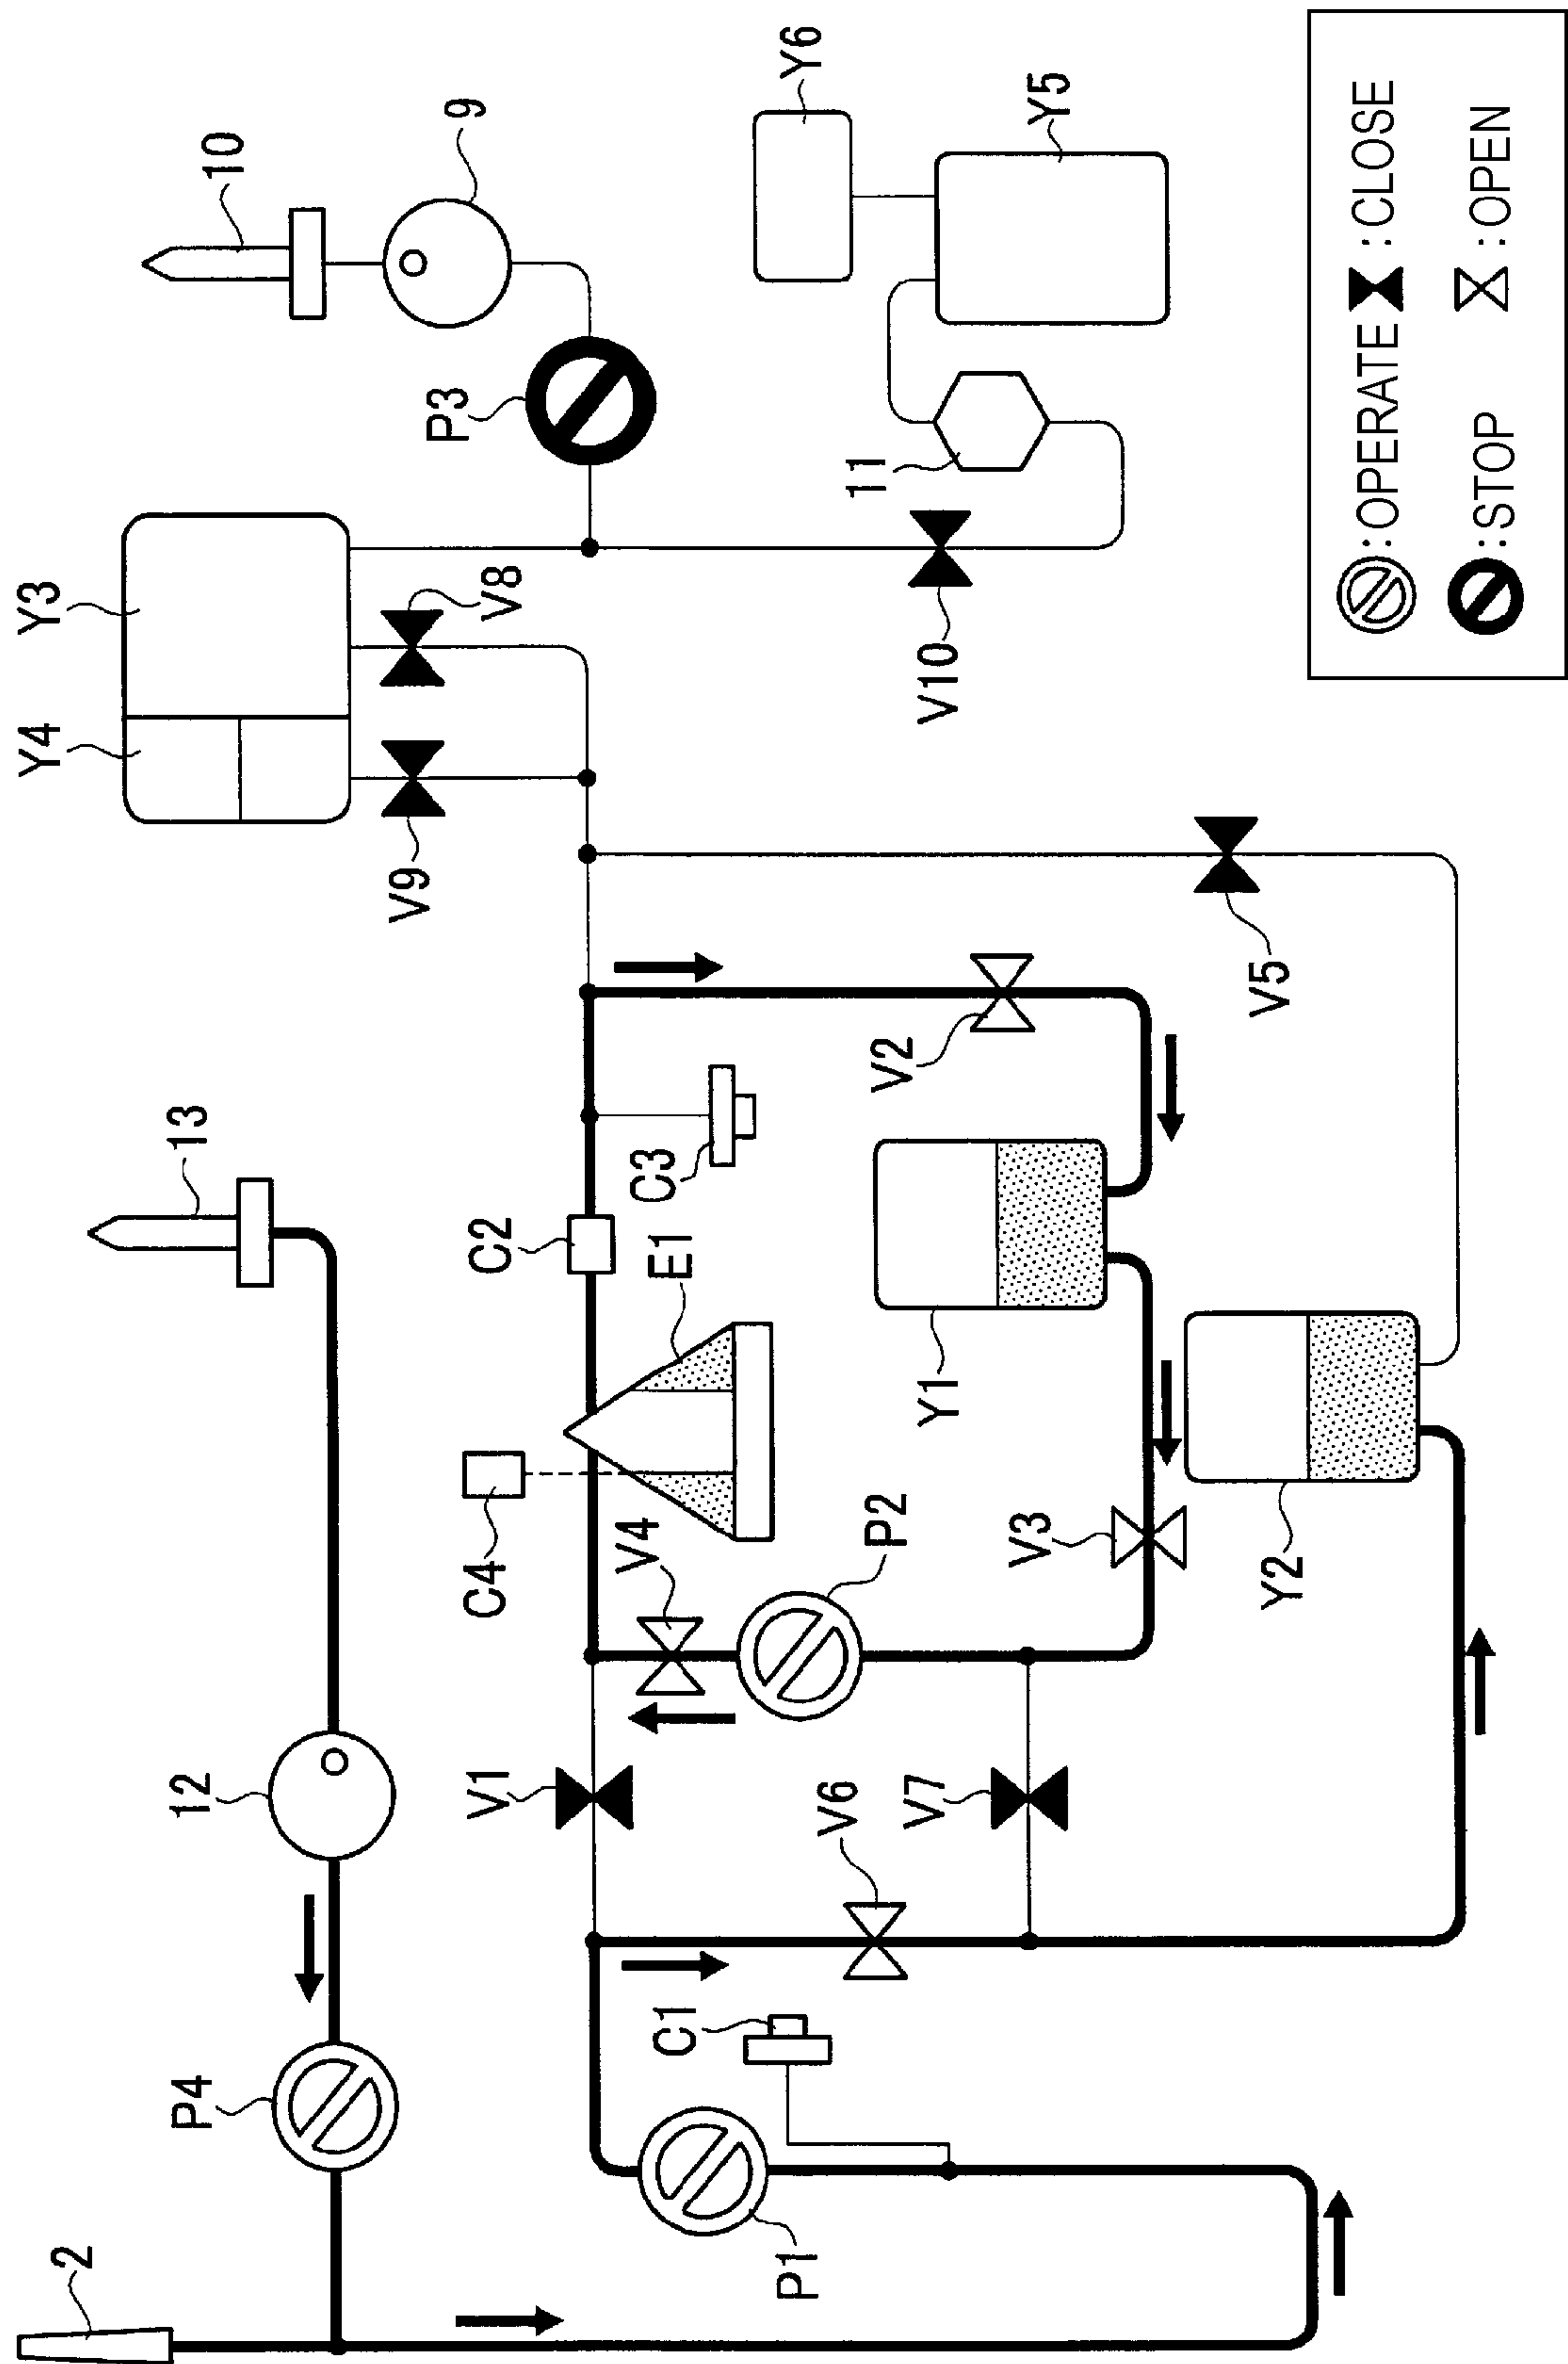 2
P4
12
13
10
9
P3
Y3
Y4
V8
V9
Y6
Y5
11
V10
V5
V2
C3
C2
E1
C4
V4
P2
Y1
V3
Y2
V1
V6
V7
C1
P1
:OPERATE :CLOSE
:STOP :OPEN